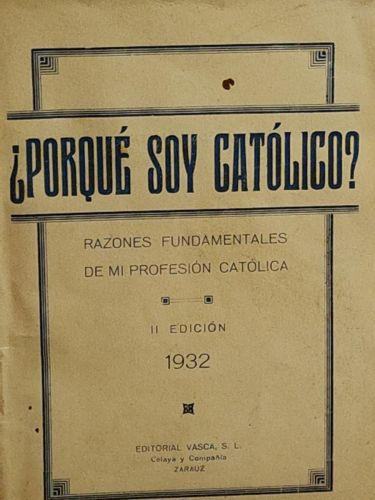 ¿PORQUÉ SOY CATÓLICO?
RAZONES FUNDAMENTALES
DE MI PROFESIÓN CATÓLICA
II EDICIÓN
1932
EDITORIAL VASCA, S. L.
Celaya y Compañía
ZARAUZ